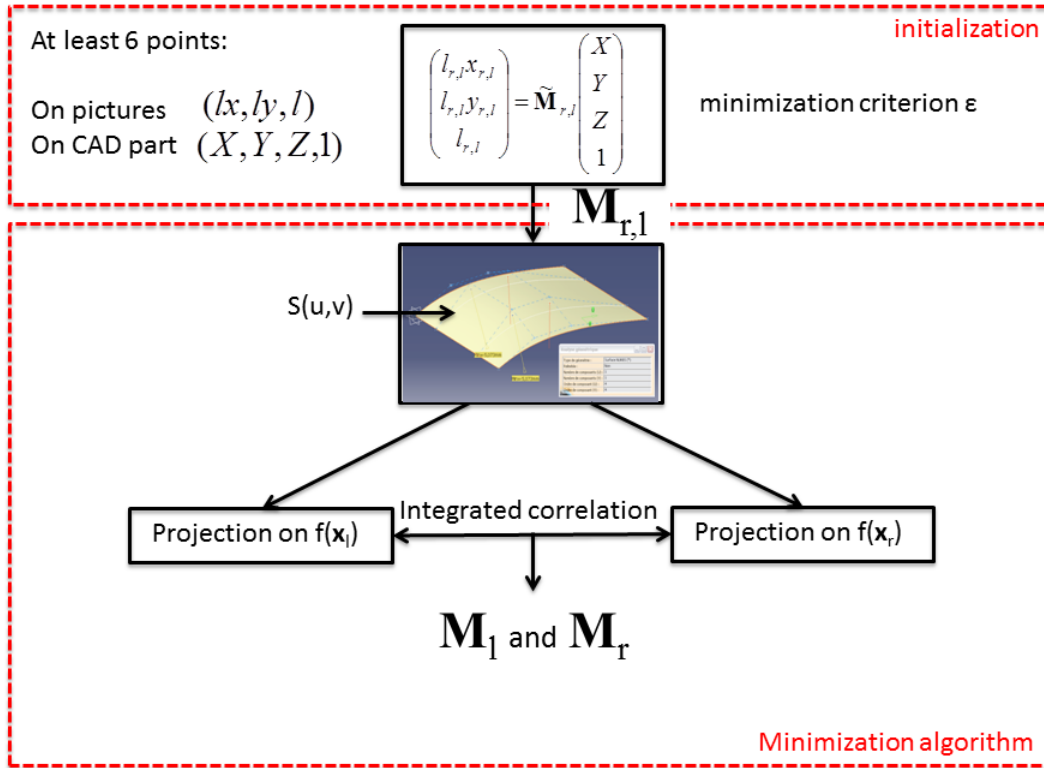 initialization
At least 6 points:
On pictures (lx, ly, l)
On CAD part (X, Y, Z, 1)
(l_{r,l} x_{r,l}, l_{r,l} y_{r,l}, l_{r,l}) = M̃_{r,l} (X, Y, Z, 1)
minimization criterion ε
M_{r,l}
S(u,v)
Integrated correlation
Projection on f(x_l)
Projection on f(x_r)
M_l and M_r
Minimization algorithm